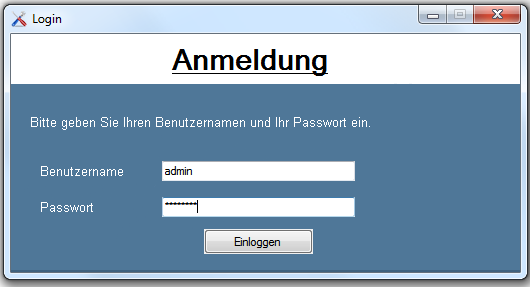 Login
Anmeldung
Bitte geben Sie Ihren Benutzernamen und Ihr Passwort ein.
Benutzername admin
Passwort ********
Einloggen